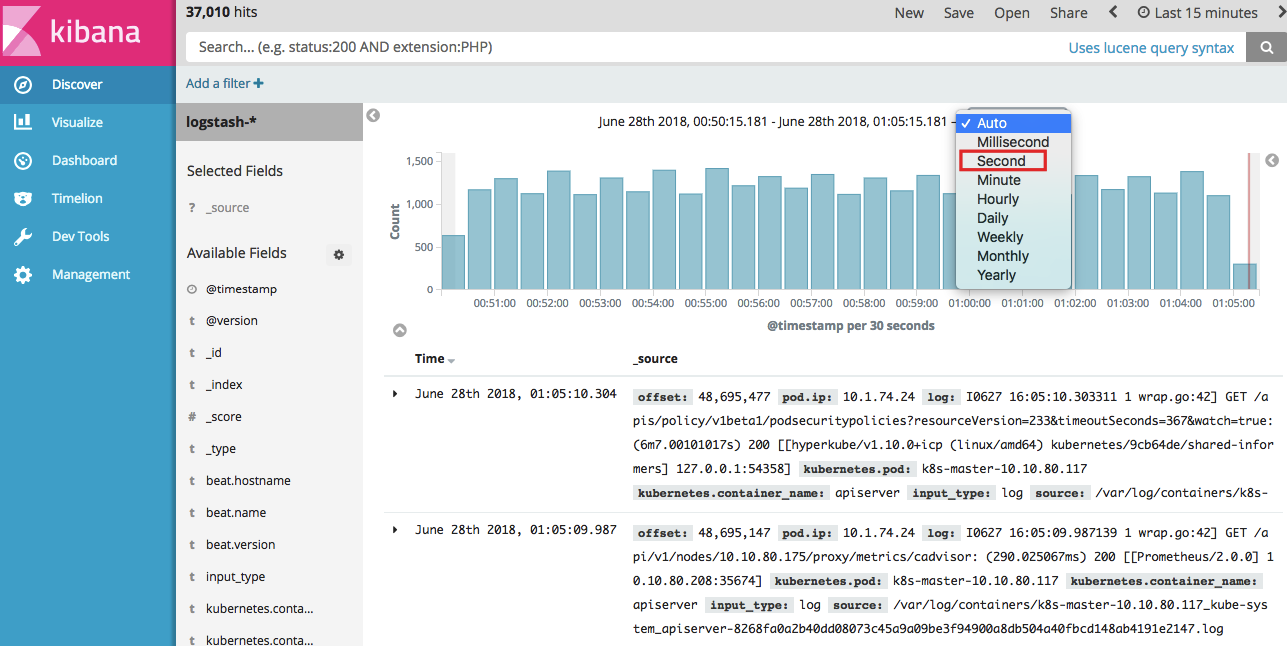 kibana
Discover
Visualize
Dashboard
Timelion
Dev Tools
Management
37,010 hits
New Save Open Share Last 15 minutes
Search... (e.g. status:200 AND extension:PHP) Uses lucene query syntax
Add a filter
logstash-*
Selected Fields
? _source
Available Fields
@timestamp
t @version
t _id
t _index
# _score
t _type
t beat.hostname
t beat.name
t beat.version
t input_type
t kubernetes.conta...
t kubernetes.conta...
June 28th 2018, 00:50:15.181 - June 28th 2018, 01:05:15.181 -
✓ Auto
Millisecond
Second
Minute
Hourly
Daily
Weekly
Monthly
Yearly
Count
1,500
1,000
500
0
00:51:00 00:52:00 00:53:00 00:54:00 00:55:00 00:56:00 00:57:00 00:58:00 00:59:00 01:00:00 01:01:00 01:02:00 01:03:00 01:04:00 01:05:00
@timestamp per 30 seconds
Time _source
June 28th 2018, 01:05:10.304
offset: 48,695,477 pod.ip: 10.1.74.24 log: I0627 16:05:10.303311 1 wrap.go:42] GET /a
pis/policy/v1beta1/podsecuritypolicies?resourceVersion=233&timeoutSeconds=367&watch=true:
(6m7.00101017s) 200 [[hyperkube/v1.10.0+icp (linux/amd64) kubernetes/9cb64de/shared-infor
mers] 127.0.0.1:54358] kubernetes.pod: k8s-master-10.10.80.117
kubernetes.container_name: apiserver input_type: log source: /var/log/containers/k8s-
June 28th 2018, 01:05:09.987
offset: 48,695,147 pod.ip: 10.1.74.24 log: I0627 16:05:09.987139 1 wrap.go:42] GET /a
pi/v1/nodes/10.10.80.175/proxy/metrics/cadvisor: (290.025067ms) 200 [[Prometheus/2.0.0] 1
0.10.80.208:35674] kubernetes.pod: k8s-master-10.10.80.117 kubernetes.container_name:
apiserver input_type: log source: /var/log/containers/k8s-master-10.10.80.117_kube-sys
tem_apiserver-8268fa0a2b40dd08073c45a9a09be3f94900a8db504a40fbcd148ab4191e2147.log